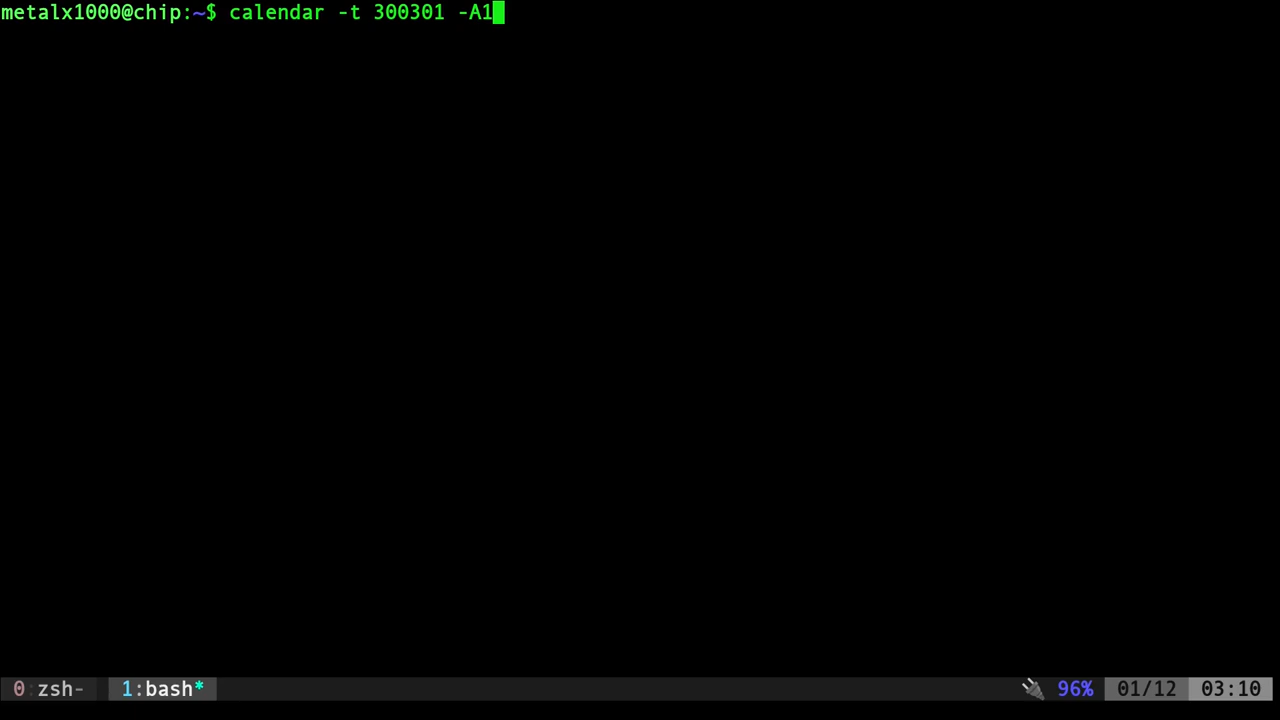 metalx1000@chip:~$ calendar -t 300301 -A1
0 zsh- 1:bash* 96% 01/12 03:10